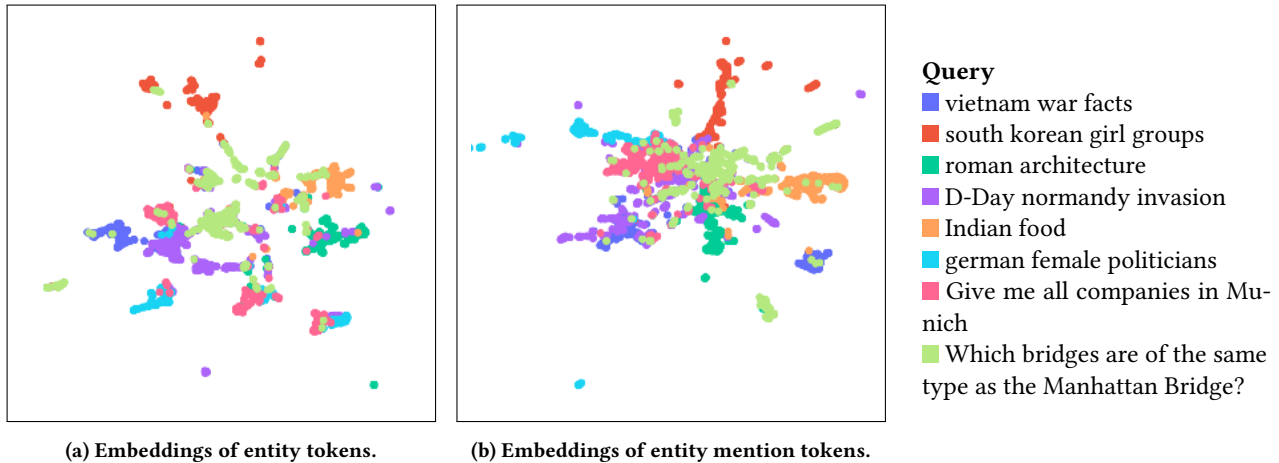 Query
vietnam war facts
south korean girl groups
roman architecture
D-Day normandy invasion
Indian food
german female politicians
Give me all companies in Mu-
nich
Which bridges are of the same
type as the Manhattan Bridge?
(a) Embeddings of entity tokens.
(b) Embeddings of entity mention tokens.